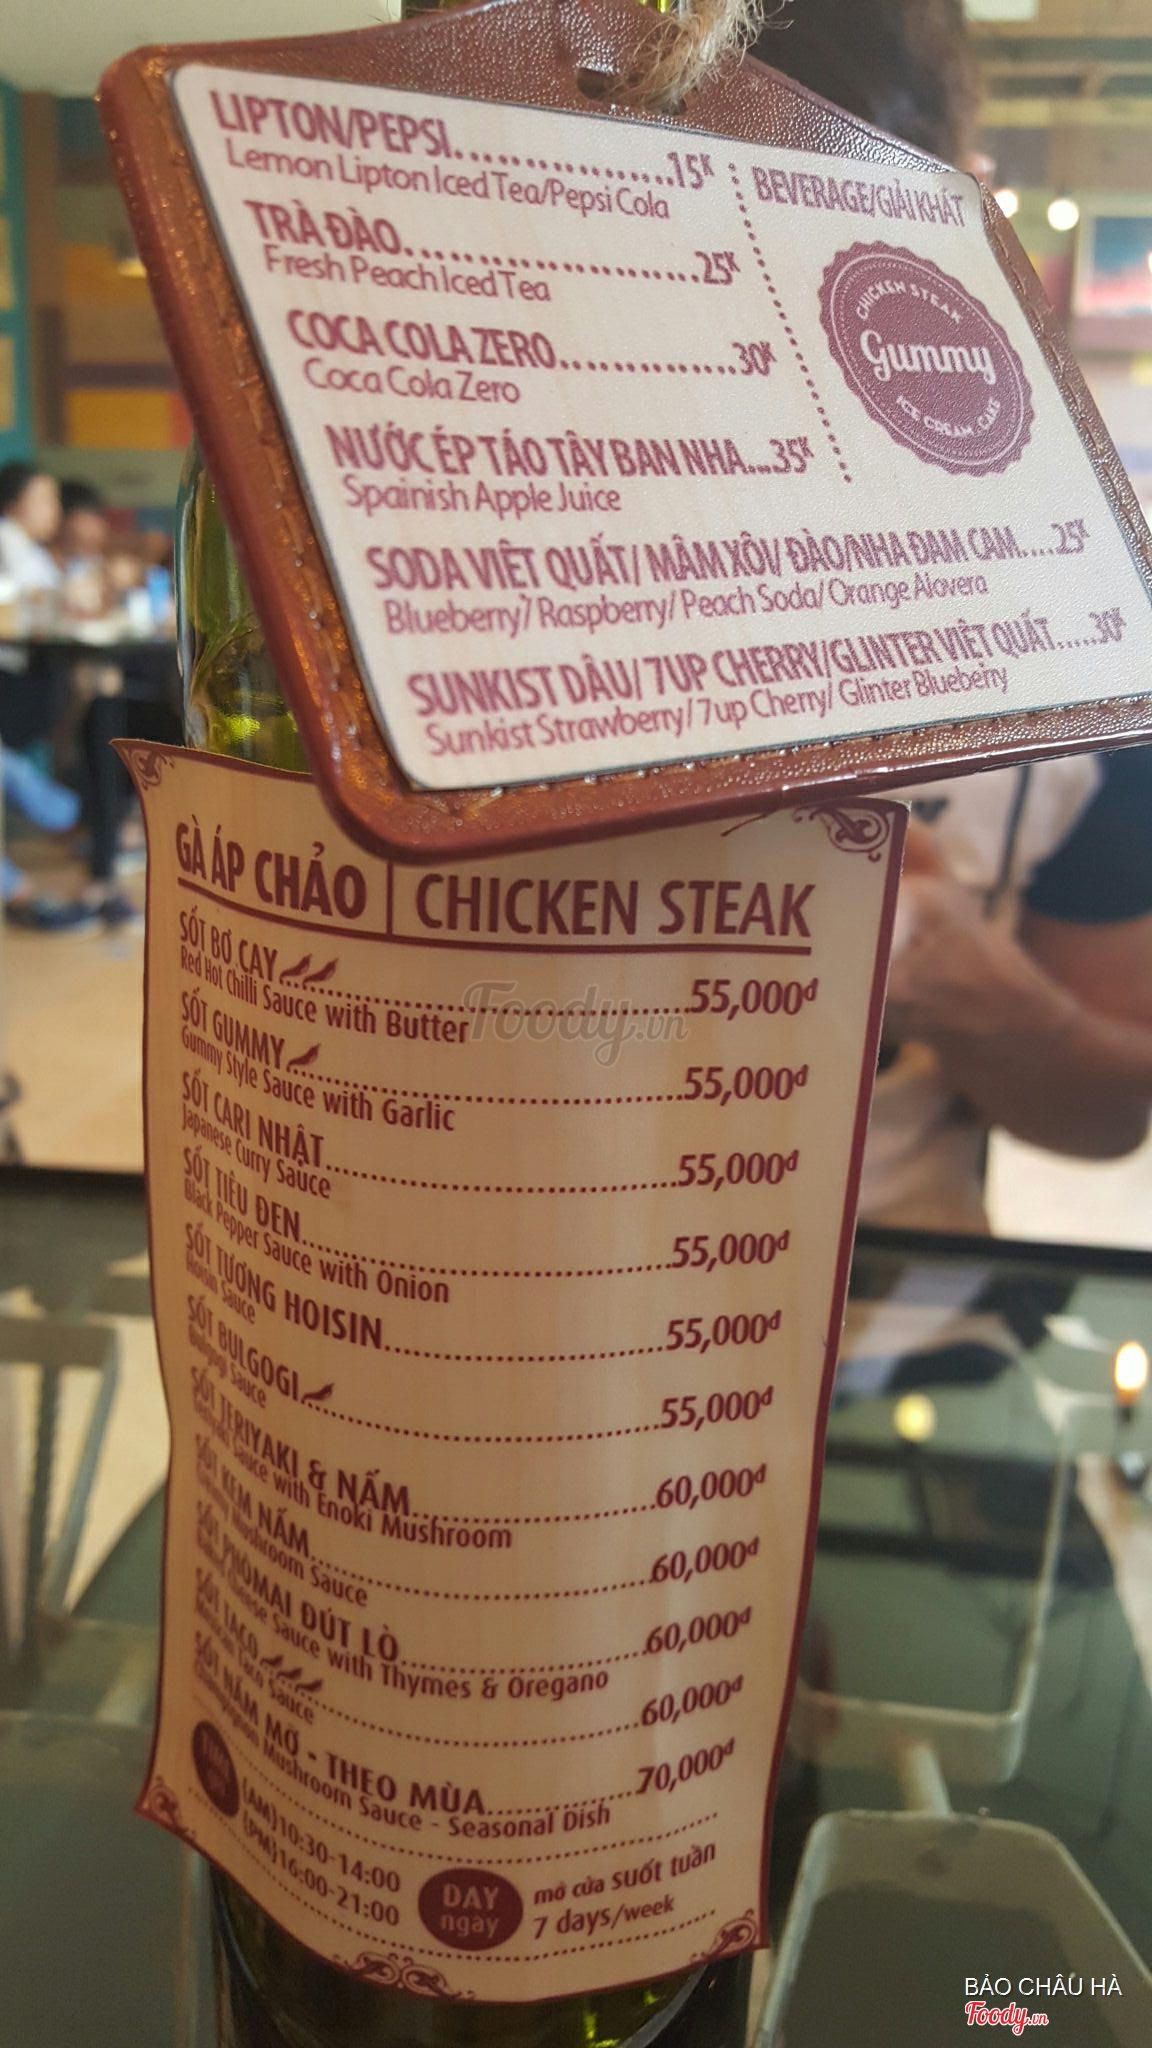 LIPTON/PEPSI..................15K
Lemon Lipton Iced Tea/Pepsi Cola
TRÀ ĐÀO.......................25K
Fresh Peach Iced Tea
COCA COLA ZERO...............30K
Coca Cola Zero
NƯỚC ÉP TÁO TÂY BAN NHA...35K
Spainish Apple Juice
SODA VIỆT QUẤT/ MÂM XÔI/ ĐÀO/NHA ĐAM CAM.....25K
Blueberry/ Raspberry/ Peach Soda/ Orange Alovera
SUNKIST DÂU/ 7UP CHERRY/GLINTER VIỆT QUẤT.....30K
Sunkist Strawberry/ 7up Cherry/ Glinter Blueberry
BEVERAGE/GIẢI KHÁT
CHICKEN STEAK
Gummy
ICE CREAM CAKE
GÀ ÁP CHẢO | CHICKEN STEAK
SỐT BƠ CAY....................55,000đ
Red Hot Chilli Sauce with Butter
SỐT GUMMY....................55,000đ
Gummy Style Sauce with Garlic
SỐT CARI NHẬT....................55,000đ
Japanese Curry Sauce
SỐT TIÊU ĐEN....................55,000đ
Black Pepper Sauce with Onion
SỐT TƯƠNG HOISIN....................55,000đ
Hoisin Sauce
SỐT BULGOGI....................55,000đ
Bulgogi Sauce
SỐT TERIYAKI & NẤM....................60,000đ
Teriyaki Sauce with Enoki Mushroom
SỐT KEM NẤM....................60,000đ
Creamy Mushroom Sauce
SỐT PHÔMAI ĐÚT LÒ....................60,000đ
Baked Cheese Sauce with Thymes & Oregano
SỐT TACO....................60,000đ
Mexican Taco Sauce
SỐT NẤM MỠ - THEO MÙA....................70,000đ
Champignon Mushroom Sauce - Seasonal Dish
TIME
(AM)10:30-14:00
(PM)16:00-21:00
DAY
ngày
mở cửa suốt tuần
7 days/week
Foody.vn
BẢO CHÂU HÀ
Foody.vn